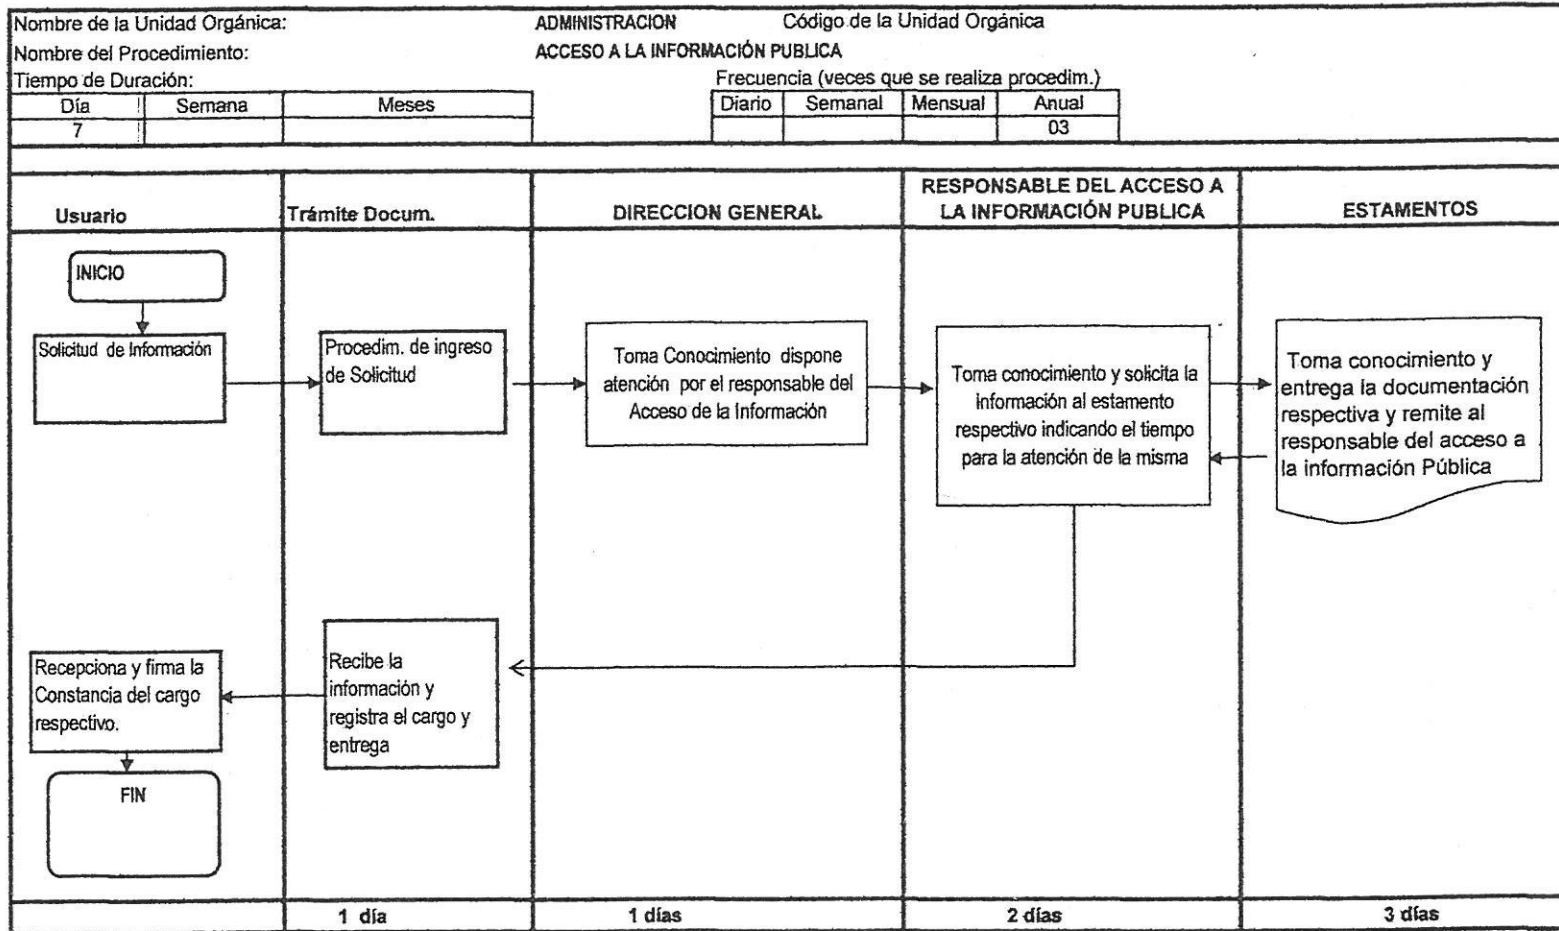 Nombre de la Unidad Orgánica: ADMINISTRACION Código de la Unidad Orgánica
Nombre del Procedimiento: ACCESO A LA INFORMACIÓN PUBLICA
Tiempo de Duración: Frecuencia (veces que se realiza procedim.)
Día Semana Meses Diario Semanal Mensual Anual
7 03
Usuario Trámite Docum. DIRECCION GENERAL RESPONSABLE DEL ACCESO A
LA INFORMACIÓN PUBLICA ESTAMENTOS
INICIO
Solicitud de Información
Procedim. de ingreso
de Solicitud
Toma Conocimiento dispone
atención por el responsable del
Acceso de la Información
Toma conocimiento y solicita la
información al estamento
respectivo indicando el tiempo
para la atención de la misma
Toma conocimiento y
entrega la documentación
respectiva y remite al
responsable del acceso a
la información Pública
Recibe la
información y
registra el cargo y
entrega
Recepciona y firma la
Constancia del cargo
respectivo.
FIN
1 día 1 días 2 días 3 días